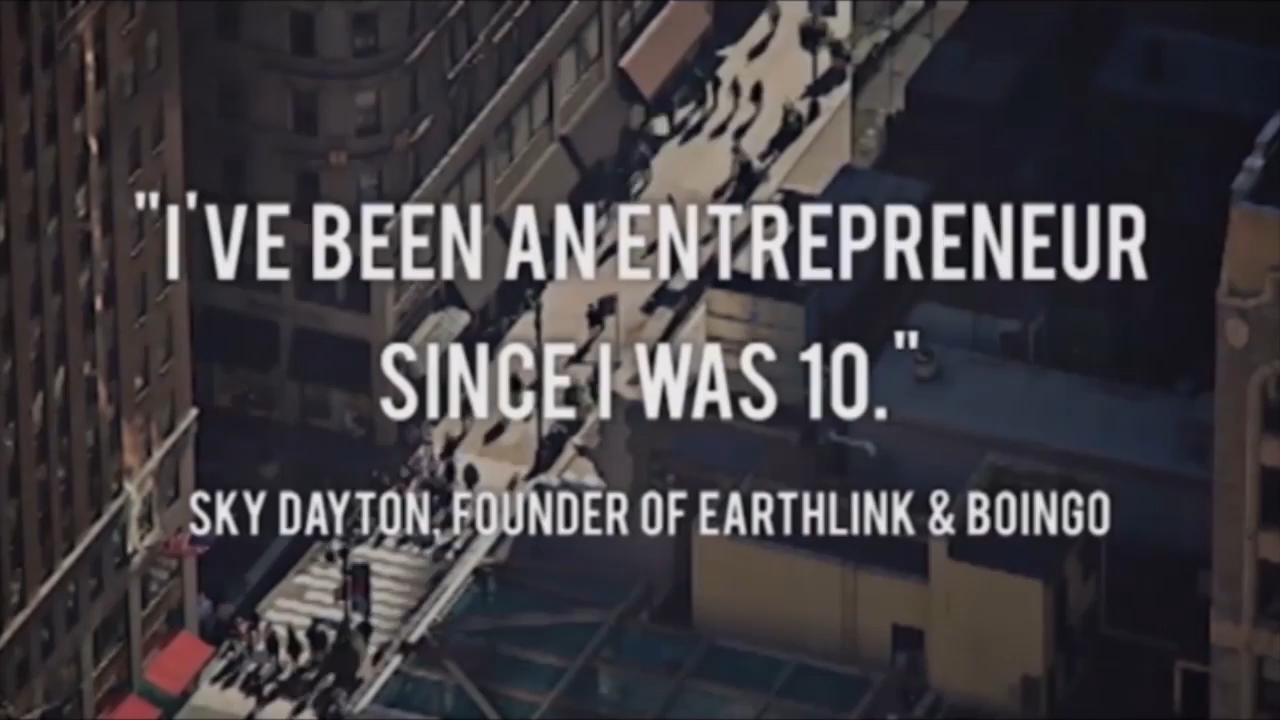 "I'VE BEEN AN ENTREPRENEUR
SINCE I WAS 10."
SKY DAYTON, FOUNDER OF EARTHLINK & BOINGO